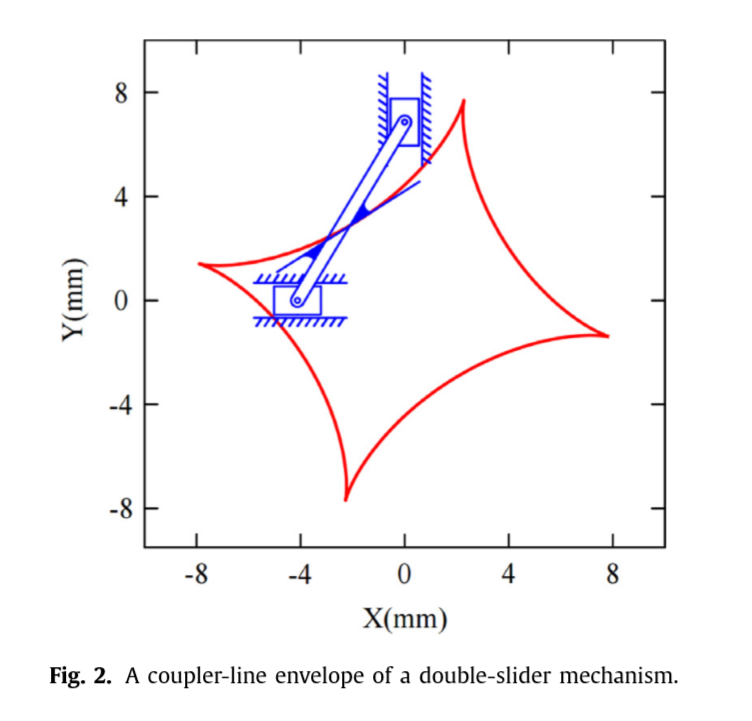 8
4
0
-4
-8
Y(mm)
-8 -4 0 4 8
X(mm)
Fig. 2. A coupler-line envelope of a double-slider mechanism.